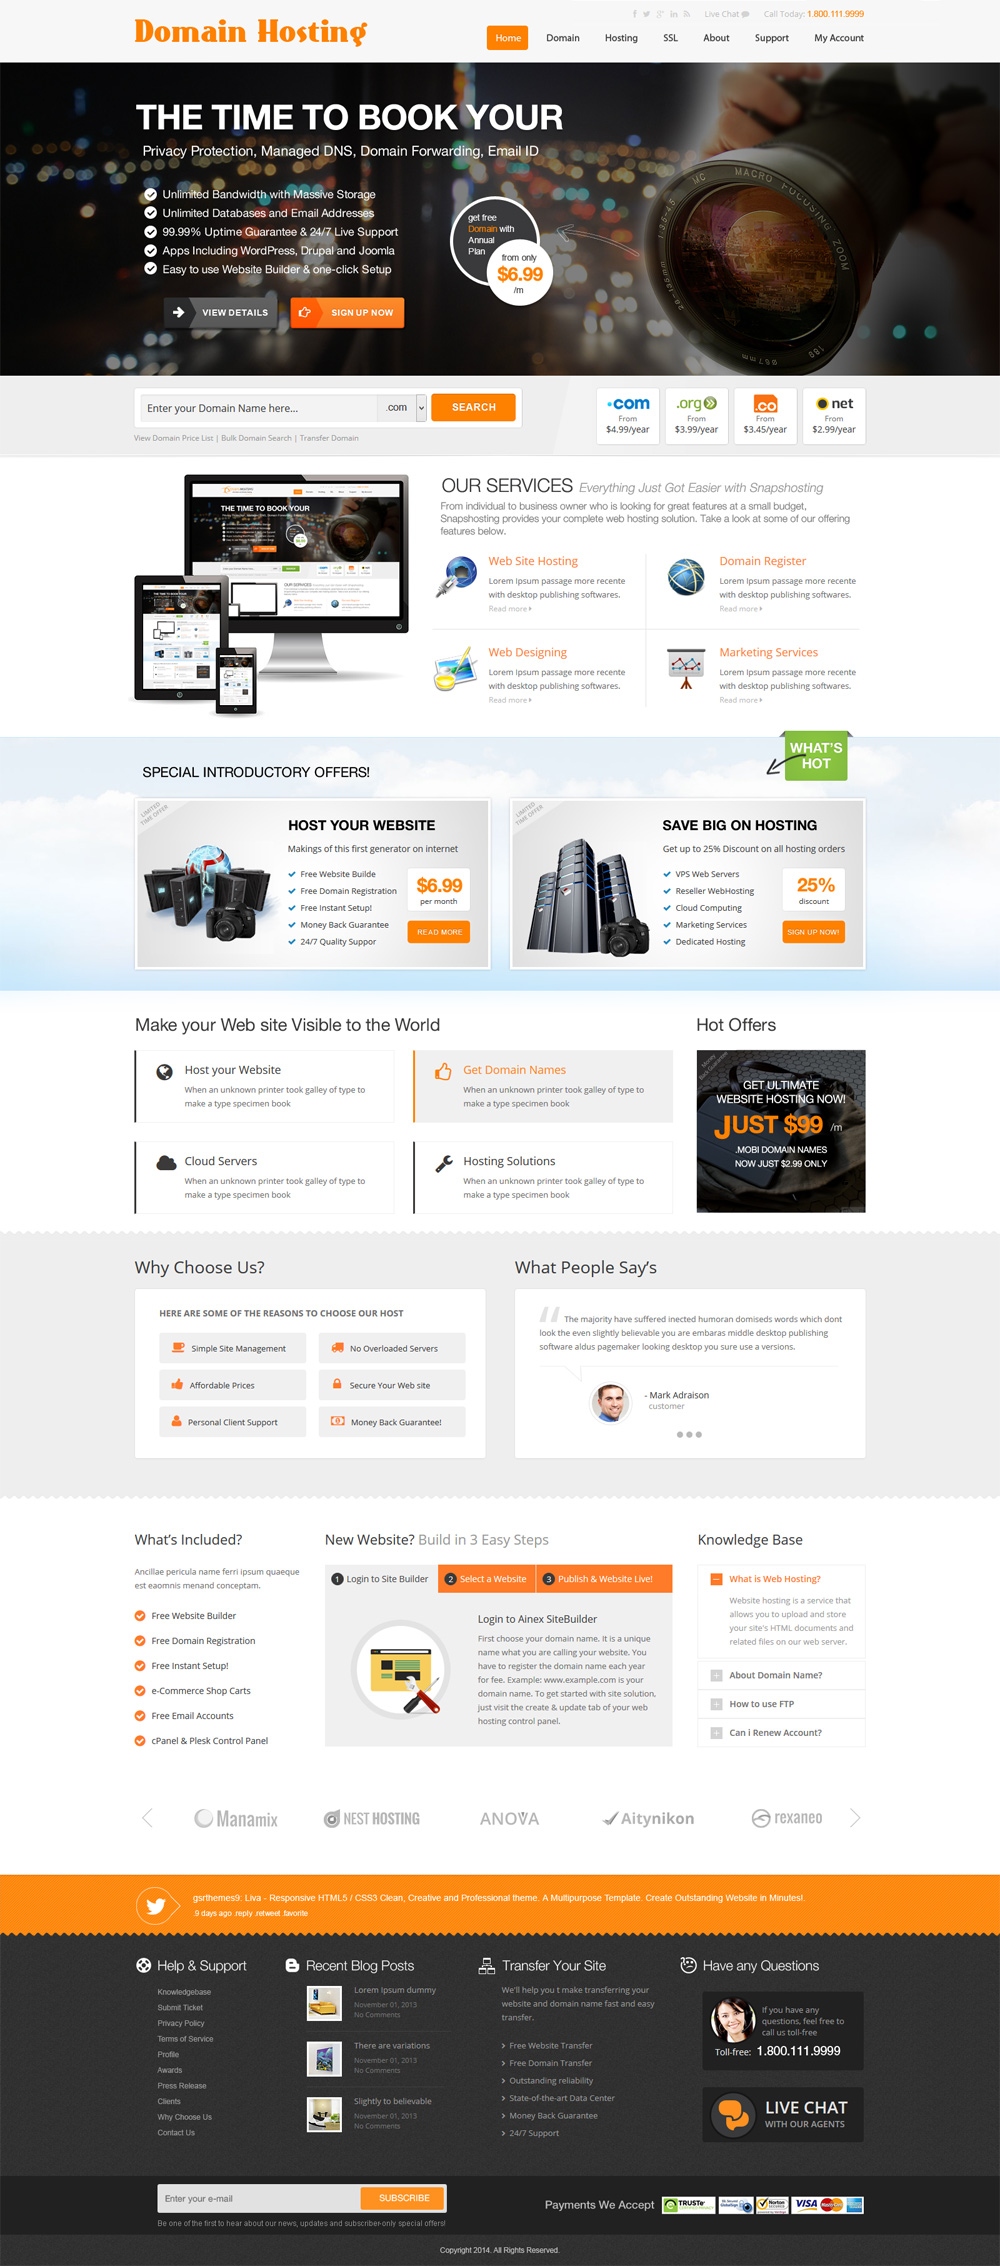 Live Chat
Call Today: 1.800.111.9999
Domain Hosting
Home
Domain
Hosting
SSL
About
Support
My Account
THE TIME TO BOOK YOUR
Privacy Protection, Managed DNS, Domain Forwarding, Email ID
Unlimited Bandwidth with Massive Storage
Unlimited Databases and Email Addresses
99.99% Uptime Guarantee & 24/7 Live Support
Apps Including WordPress, Drupal and Joomla
Easy to use Website Builder & one-click Setup
get free
Domain with
Annual
Plan
from only
$6.99
/m
VIEW DETAILS
SIGN UP NOW
MC MACRO FOCUSING ZOOM
1:3.5-4.5
28-135mm
Ø67mm
Enter your Domain Name here...
.com
SEARCH
View Domain Price List | Bulk Domain Search | Transfer Domain
.com
From
$4.99/year
.org
From
$3.99/year
.co
From
$3.45/year
net
From
$2.99/year
THE TIME TO BOOK YOUR
OUR SERVICES Everything Just Got Easier with Snapshosting
From individual to business owner who is looking for great features at a small budget,
Snapshosting provides your complete web hosting solution. Take a look at some of our offering
features below.
Web Site Hosting
Lorem Ipsum passage more recente
with desktop publishing softwares.
Read more
Domain Register
Lorem Ipsum passage more recente
with desktop publishing softwares.
Read more
Web Designing
Lorem Ipsum passage more recente
with desktop publishing softwares.
Read more
Marketing Services
Lorem Ipsum passage more recente
with desktop publishing softwares.
Read more
WHAT'S
HOT
SPECIAL INTRODUCTORY OFFERS!
LIMITED
TIME OFFER
HOST YOUR WEBSITE
Makings of this first generator on internet
Free Website Builde
Free Domain Registration
Free Instant Setup!
Money Back Guarantee
24/7 Quality Suppor
$6.99
per month
READ MORE
LIMITED
TIME OFFER
SAVE BIG ON HOSTING
Get up to 25% Discount on all hosting orders
VPS Web Servers
Reseller WebHosting
Cloud Computing
Marketing Services
Dedicated Hosting
25%
discount
SIGN UP NOW!
Make your Web site Visible to the World
Host your Website
When an unknown printer took galley of type to
make a type specimen book
Get Domain Names
When an unknown printer took galley of type to
make a type specimen book
Cloud Servers
When an unknown printer took galley of type to
make a type specimen book
Hosting Solutions
When an unknown printer took galley of type to
make a type specimen book
Hot Offers
GET ULTIMATE
WEBSITE HOSTING NOW!
JUST $99 /m
.MOBI DOMAIN NAMES
NOW JUST $2.99 ONLY
Why Choose Us?
HERE ARE SOME OF THE REASONS TO CHOOSE OUR HOST
Simple Site Management
No Overloaded Servers
Affordable Prices
Secure Your Web site
Personal Client Support
Money Back Guarantee!
What People Say's
The majority have suffered inected humoran domiseds words which dont
look the even slightly believable you are embaras middle desktop publishing
software aldus pagemaker looking desktop you sure use a versions.
- Mark Adraison
customer
What's Included?
Ancillae pericula name ferri ipsum quaeque
est eaomnis menand conceptam.
Free Website Builder
Free Domain Registration
Free Instant Setup!
e-Commerce Shop Carts
Free Email Accounts
cPanel & Plesk Control Panel
New Website? Build in 3 Easy Steps
1 Login to Site Builder
2 Select a Website
3 Publish & Website Live!
Login to Ainex SiteBuilder
First choose your domain name. It is a unique
name what you are calling your website. You
have to register the domain name each year
for fee. Example: www.example.com is your
domain name. To get started with site solution,
just visit the create & update tab of your web
hosting control panel.
Knowledge Base
What is Web Hosting?
Website hosting is a service that
allows you to upload and store
your site's HTML documents and
related files on our web server.
About Domain Name?
How to use FTP
Can i Renew Account?
Manamix
NEST HOSTING
ANOVA
Aitynikon
rexaneo
gsrthemes9: Liva - Responsive HTML5 / CSS3 Clean, Creative and Professional theme. A Multipurpose Template. Create Outstanding Website in Minutes!.
.9 days ago .reply .retweet .favorite
Help & Support
Knowledgebase
Submit Ticket
Privacy Policy
Terms of Service
Profile
Awards
Press Release
Clients
Why Choose Us
Contact Us
Recent Blog Posts
Lorem Ipsum dummy
November 01, 2013
No Comments
There are variations
November 01, 2013
No Comments
Slightly to believable
November 01, 2013
No Comments
Transfer Your Site
We'll help you t make transferring your
website and domain name fast and easy
transfer.
Free Website Transfer
Free Domain Transfer
Outstanding reliability
State-of-the-art Data Center
Money Back Guarantee
24/7 Support
Have any Questions
If you have any
questions, feel free to
call us toll-free
Toll-free: 1.800.111.9999
LIVE CHAT
WITH OUR AGENTS
Enter your e-mail
SUBSCRIBE
Be one of the first to hear about our news, updates and subscriber-only special offers!
Payments We Accept
TRUSTe
Norton
VISA
Copyright 2014. All Rights Reserved.